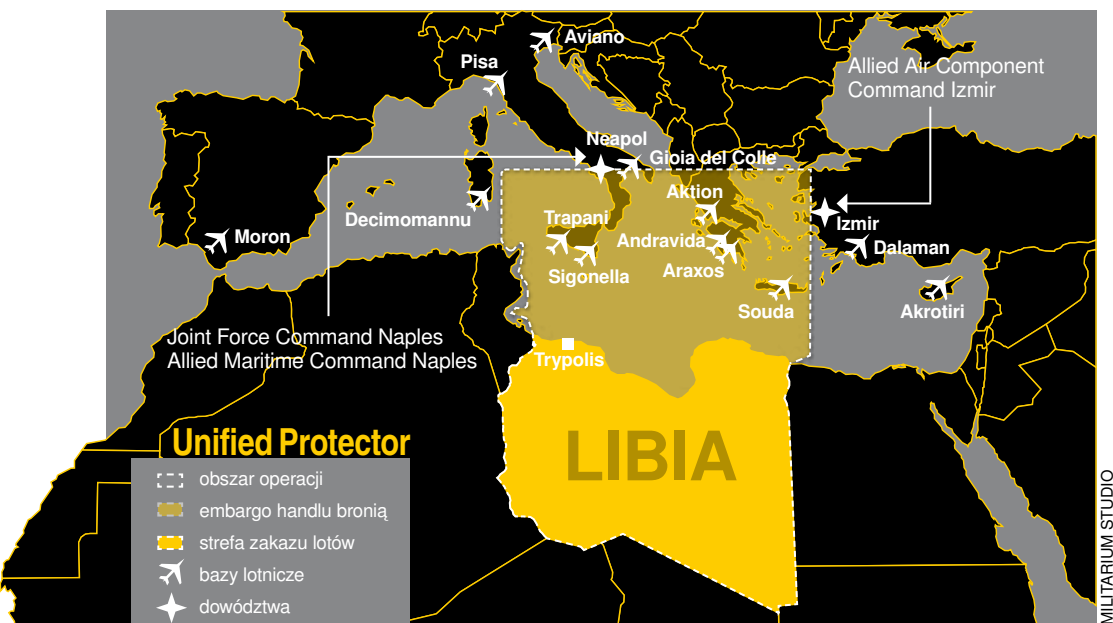 Aviano
Pisa
Allied Air Component
Command Izmir
Neapol
Gioia del Colle
Aktion
Decimomannu
Trapani
Izmir
Moron
Andravida
Dalaman
Sigonella
Araxos
Souda
Akrotiri
Joint Force Command Naples
Allied Maritime Command Naples
Trypolis
LIBIA
Unified Protector
obszar operacji
embargo handlu bronią
strefa zakazu lotów
bazy lotnicze
dowództwa
MILITARIUM STUDIO